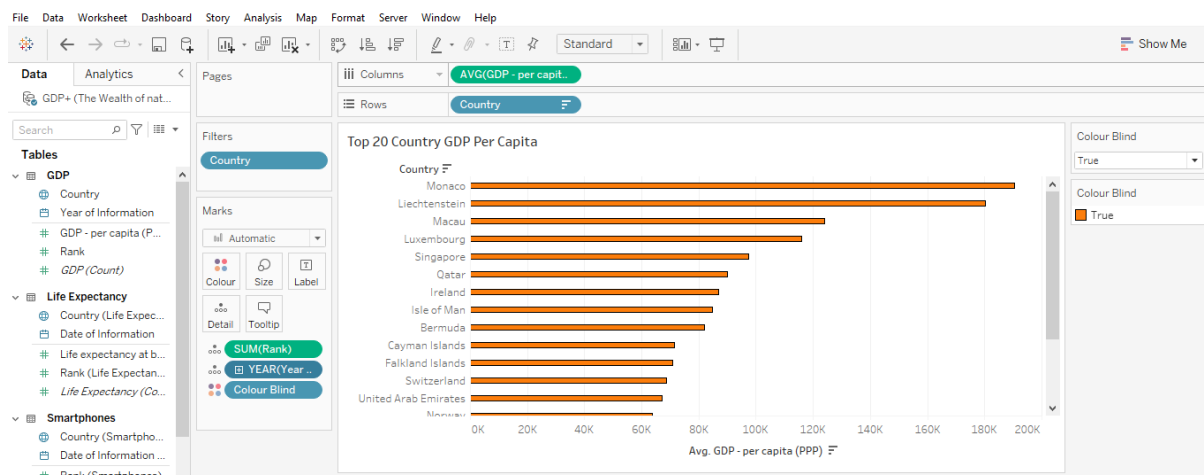 File Data Worksheet Dashboard Story Analysis Map Format Server Window Help
Standard
Show Me
Data Analytics
GDP+ (The Wealth of nat...
Search
Tables
GDP
Country
Year of Information
GDP - per capita (P...
Rank
GDP (Count)
Life Expectancy
Country (Life Expec...
Date of Information
Life expectancy at b...
Rank (Life Expectan...
Life Expectancy (Co...
Smartphones
Country (Smartpho...
Date of Information ...
Rank (Smartphones)
Pages
Filters
Country
Marks
Automatic
Colour Size Label
Detail Tooltip
SUM(Rank)
YEAR(Year ..
Colour Blind
Columns AVG(GDP - per capit..
Rows Country
Top 20 Country GDP Per Capita
Country
Monaco
Liechtenstein
Macau
Luxembourg
Singapore
Qatar
Ireland
Isle of Man
Bermuda
Cayman Islands
Falkland Islands
Switzerland
United Arab Emirates
Norway
0K 20K 40K 60K 80K 100K 120K 140K 160K 180K 200K
Avg. GDP - per capita (PPP)
Colour Blind
True
Colour Blind
True